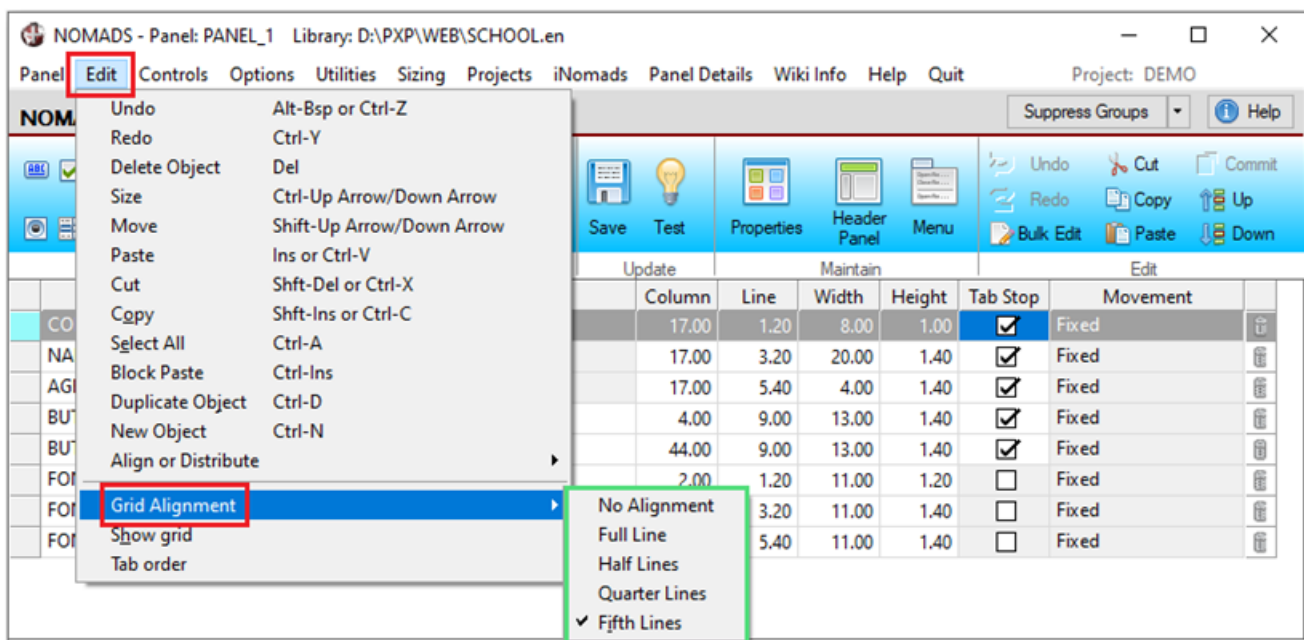 NOMADS - Panel: PANEL_1 Library: D:\PXP\WEB\SCHOOL.en
Panel Edit Controls Options Utilities Sizing Projects iNomads Panel Details Wiki Info Help Quit Project: DEMO
NOM Suppress Groups Help
Undo Alt-Bsp or Ctrl-Z
Redo Ctrl-Y
Delete Object Del
Size Ctrl-Up Arrow/Down Arrow
Move Shift-Up Arrow/Down Arrow
Paste Ins or Ctrl-V
Cut Shft-Del or Ctrl-X
Copy Shft-Ins or Ctrl-C
Select All Ctrl-A
Block Paste Ctrl-Ins
Duplicate Object Ctrl-D
New Object Ctrl-N
Align or Distribute
Grid Alignment
Show grid
Tab order
No Alignment
Full Line
Half Lines
Quarter Lines
Fifth Lines
Save Test Properties Header Panel Menu
Undo Cut Commit
Redo Copy Up
Bulk Edit Paste Down
Update Maintain Edit
Column Line Width Height Tab Stop Movement
CO 17.00 1.20 8.00 1.00 Fixed
NA 17.00 3.20 20.00 1.40 Fixed
AG 17.00 5.40 4.00 1.40 Fixed
BUT 4.00 9.00 13.00 1.40 Fixed
BUT 44.00 9.00 13.00 1.40 Fixed
FO 2.00 1.20 11.00 1.20 Fixed
FO 3.20 11.00 1.40 Fixed
FO 5.40 11.00 1.40 Fixed